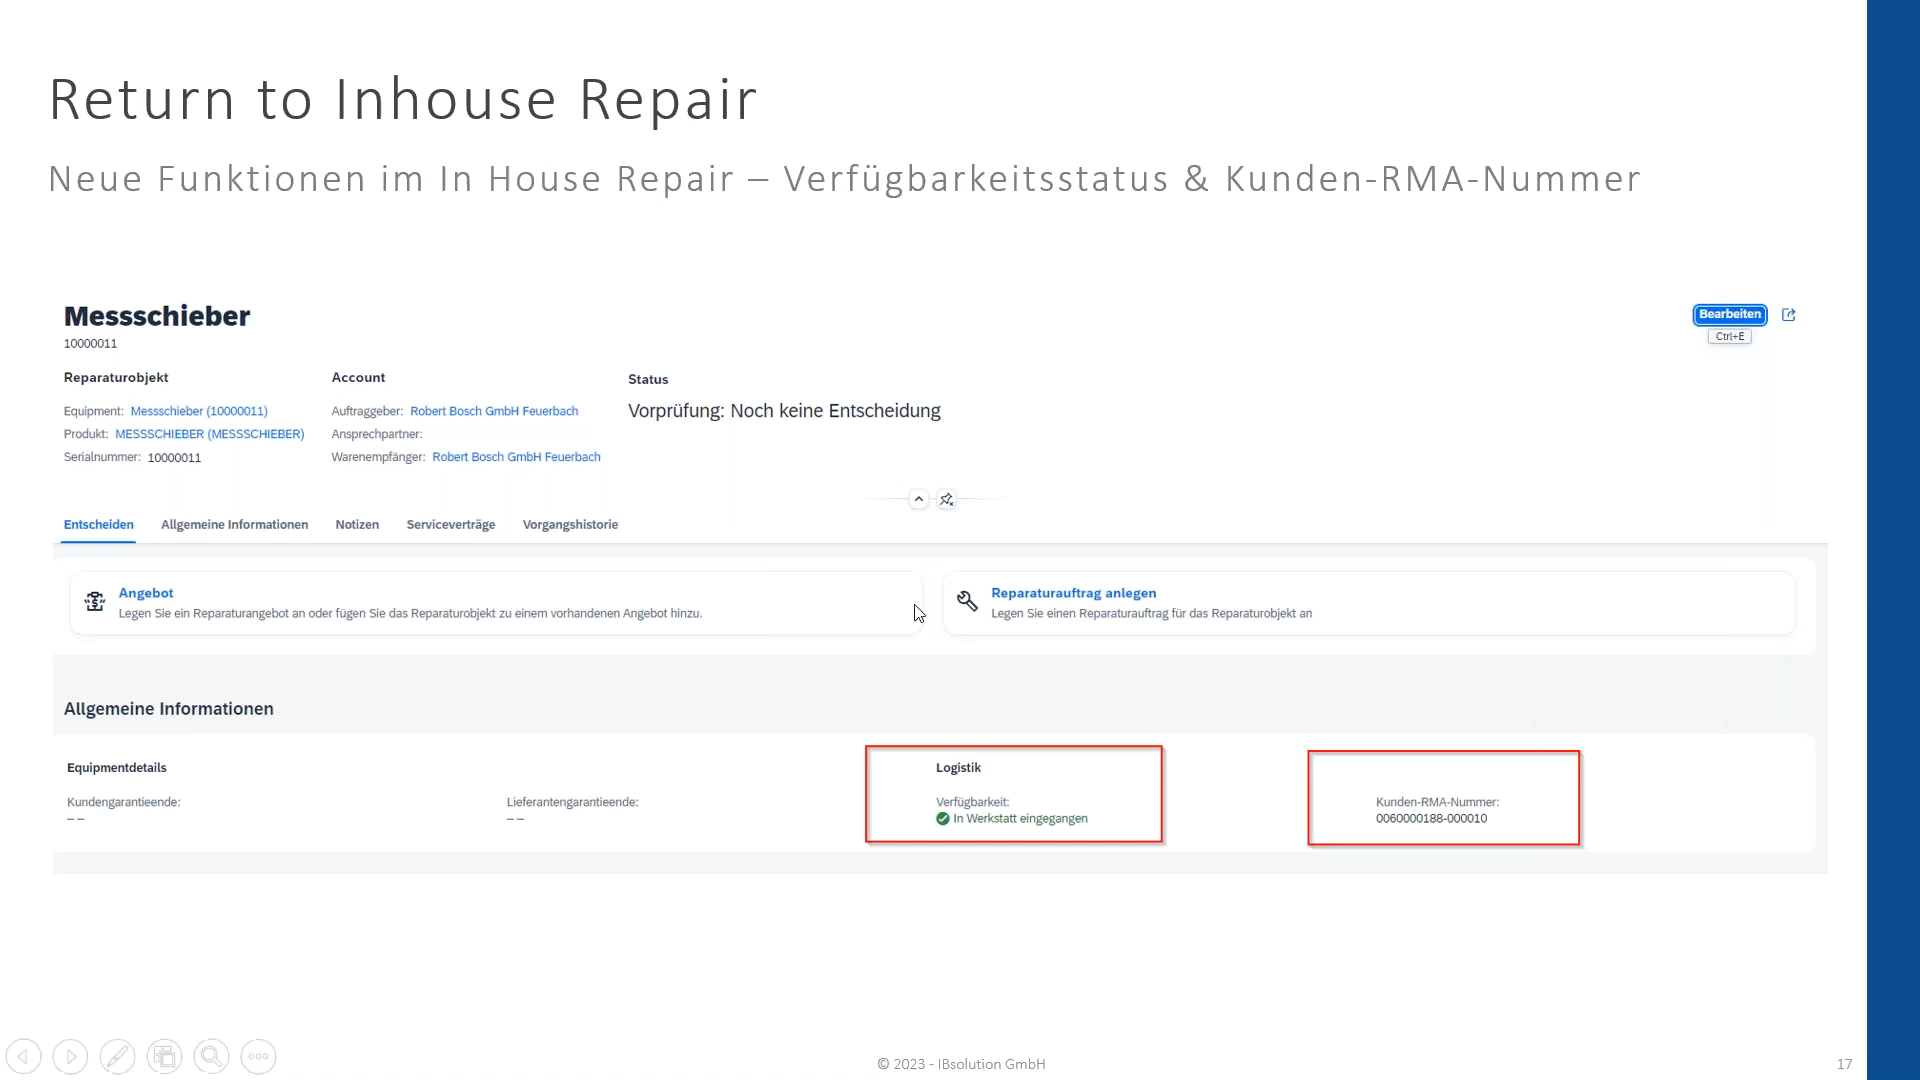 Return to Inhouse Repair
Neue Funktionen im In House Repair – Verfügbarkeitsstatus & Kunden-RMA-Nummer
Messschieber
10000011
Bearbeiten
Ctrl+E
Reparaturobjekt
Equipment: Messschieber (10000011)
Produkt: MESSSCHIEBER (MESSSCHIEBER)
Serialnummer: 10000011
Account
Auftraggeber: Robert Bosch GmbH Feuerbach
Ansprechpartner:
Warenempfänger: Robert Bosch GmbH Feuerbach
Status
Vorprüfung: Noch keine Entscheidung
Entscheiden Allgemeine Informationen Notizen Serviceverträge Vorgangshistorie
Angebot
Legen Sie ein Reparaturangebot an oder fügen Sie das Reparaturobjekt zu einem vorhandenen Angebot hinzu.
Reparaturauftrag anlegen
Legen Sie einen Reparaturauftrag für das Reparaturobjekt an
Allgemeine Informationen
Equipmentdetails
Kundengarantieende:
– –
Lieferantengarantieende:
– –
Logistik
Verfügbarkeit:
In Werkstatt eingegangen
Kunden-RMA-Nummer:
0060000188-000010
© 2023 - IBsolution GmbH
17